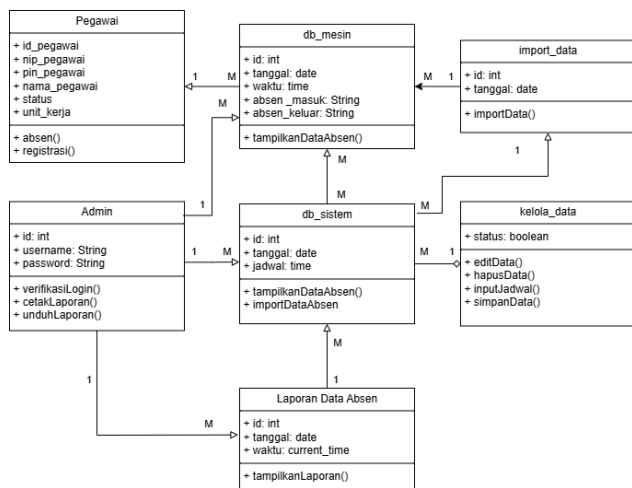 Pegawai
+ id_pegawai
+ nip_pegawai
+ pin_pegawai
+ nama_pegawai
+ status
+ unit_kerja
+ absen()
+ registrasi()
1
M
db_mesin
+ id: int
+ tanggal: date
+ waktu: time
+ absen _masuk: String
+ absen_keluar: String
+ tampilkanDataAbsen()
M
1
import_data
+ id: int
+ tanggal: date
+ importData()
M
1
M
M
1
M
Admin
+ id: int
+ username: String
+ password: String
+ verifikasiLogin()
+ cetakLaporan()
+ unduhLaporan()
1
M
db_sistem
+ id: int
+ tanggal: date
+ jadwal: time
+ tampilkanDataAbsen()
+ importDataAbsen
M
1
kelola_data
+ status: boolean
+ editData()
+ hapusData()
+ inputJadwal()
+ simpanData()
M
1
1
M
Laporan Data Absen
+ id: int
+ tanggal: date
+ waktu: current_time
+ tampilkanLaporan()